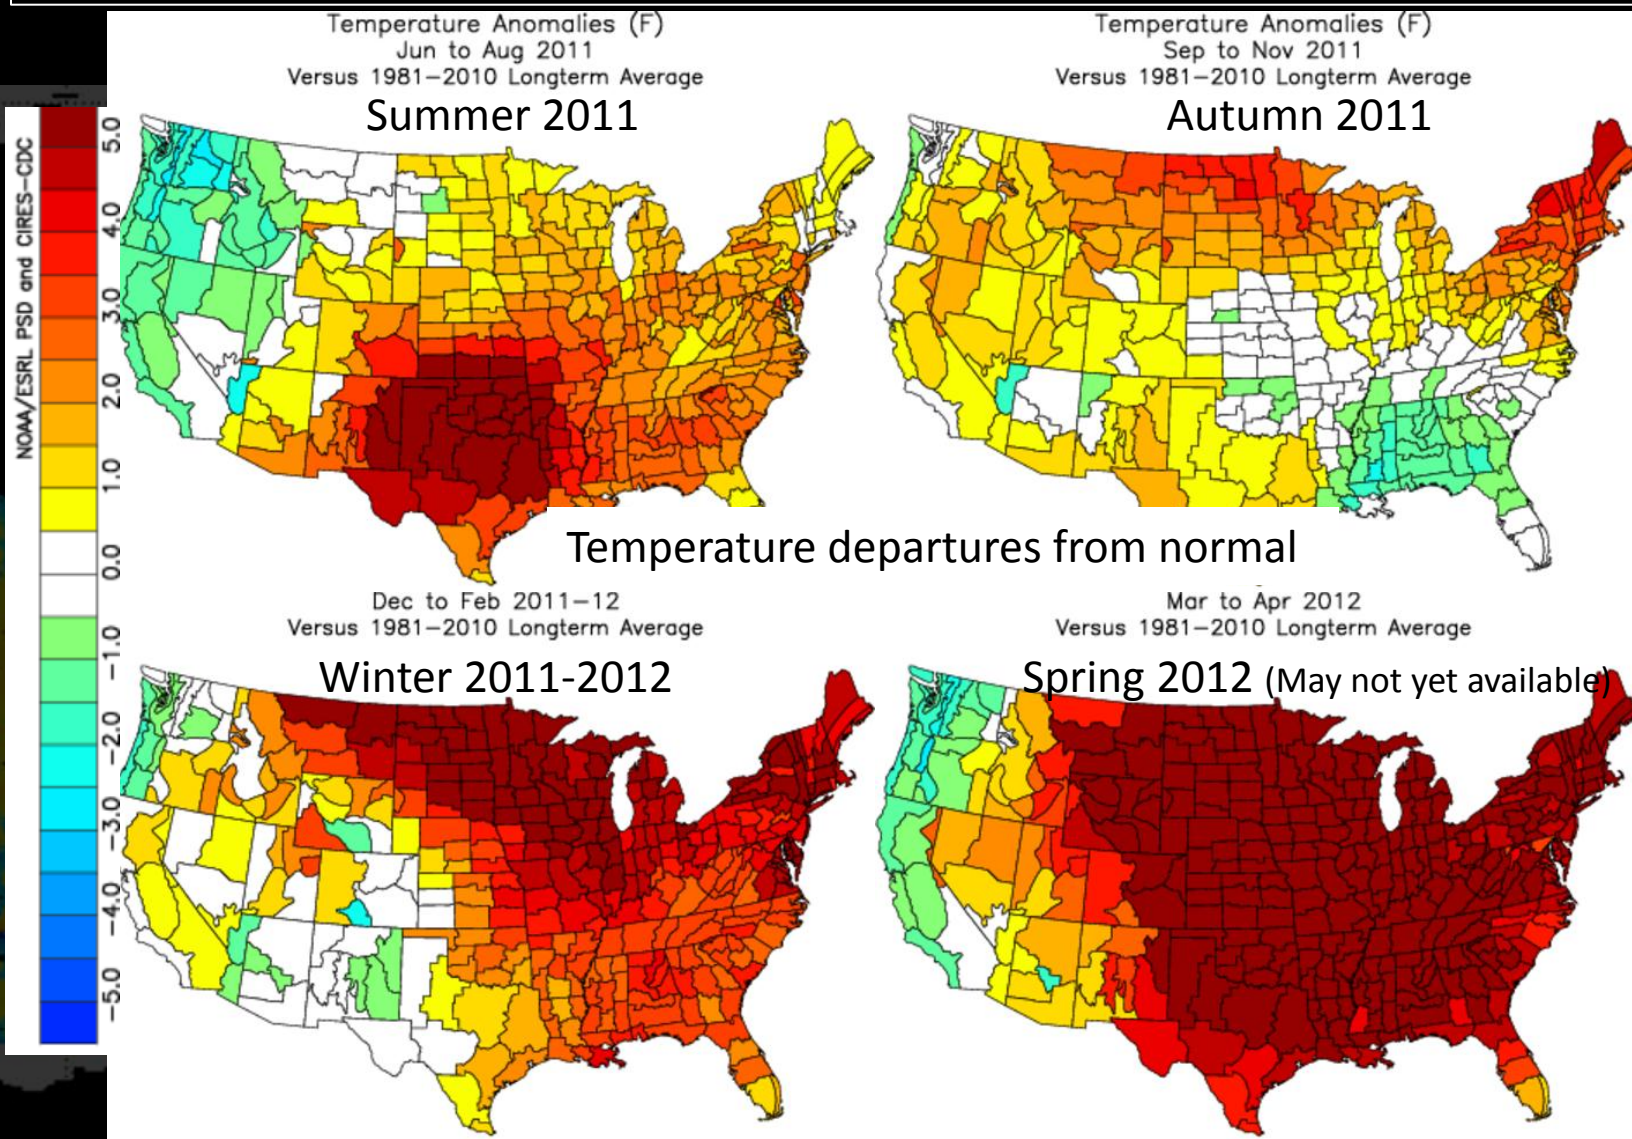 Temperature Anomalies (F)
Jun to Aug 2011
Versus 1981-2010 Longterm Average
Summer 2011
Temperature Anomalies (F)
Sep to Nov 2011
Versus 1981-2010 Longterm Average
Autumn 2011
NOAA/ESRL PSD and CIRES-CDC
5.0
4.0
3.0
2.0
1.0
0.0
-1.0
-2.0
-3.0
-4.0
-5.0
Temperature departures from normal
Dec to Feb 2011-12
Versus 1981-2010 Longterm Average
Winter 2011-2012
Mar to Apr 2012
Versus 1981-2010 Longterm Average
Spring 2012 (May not yet available)